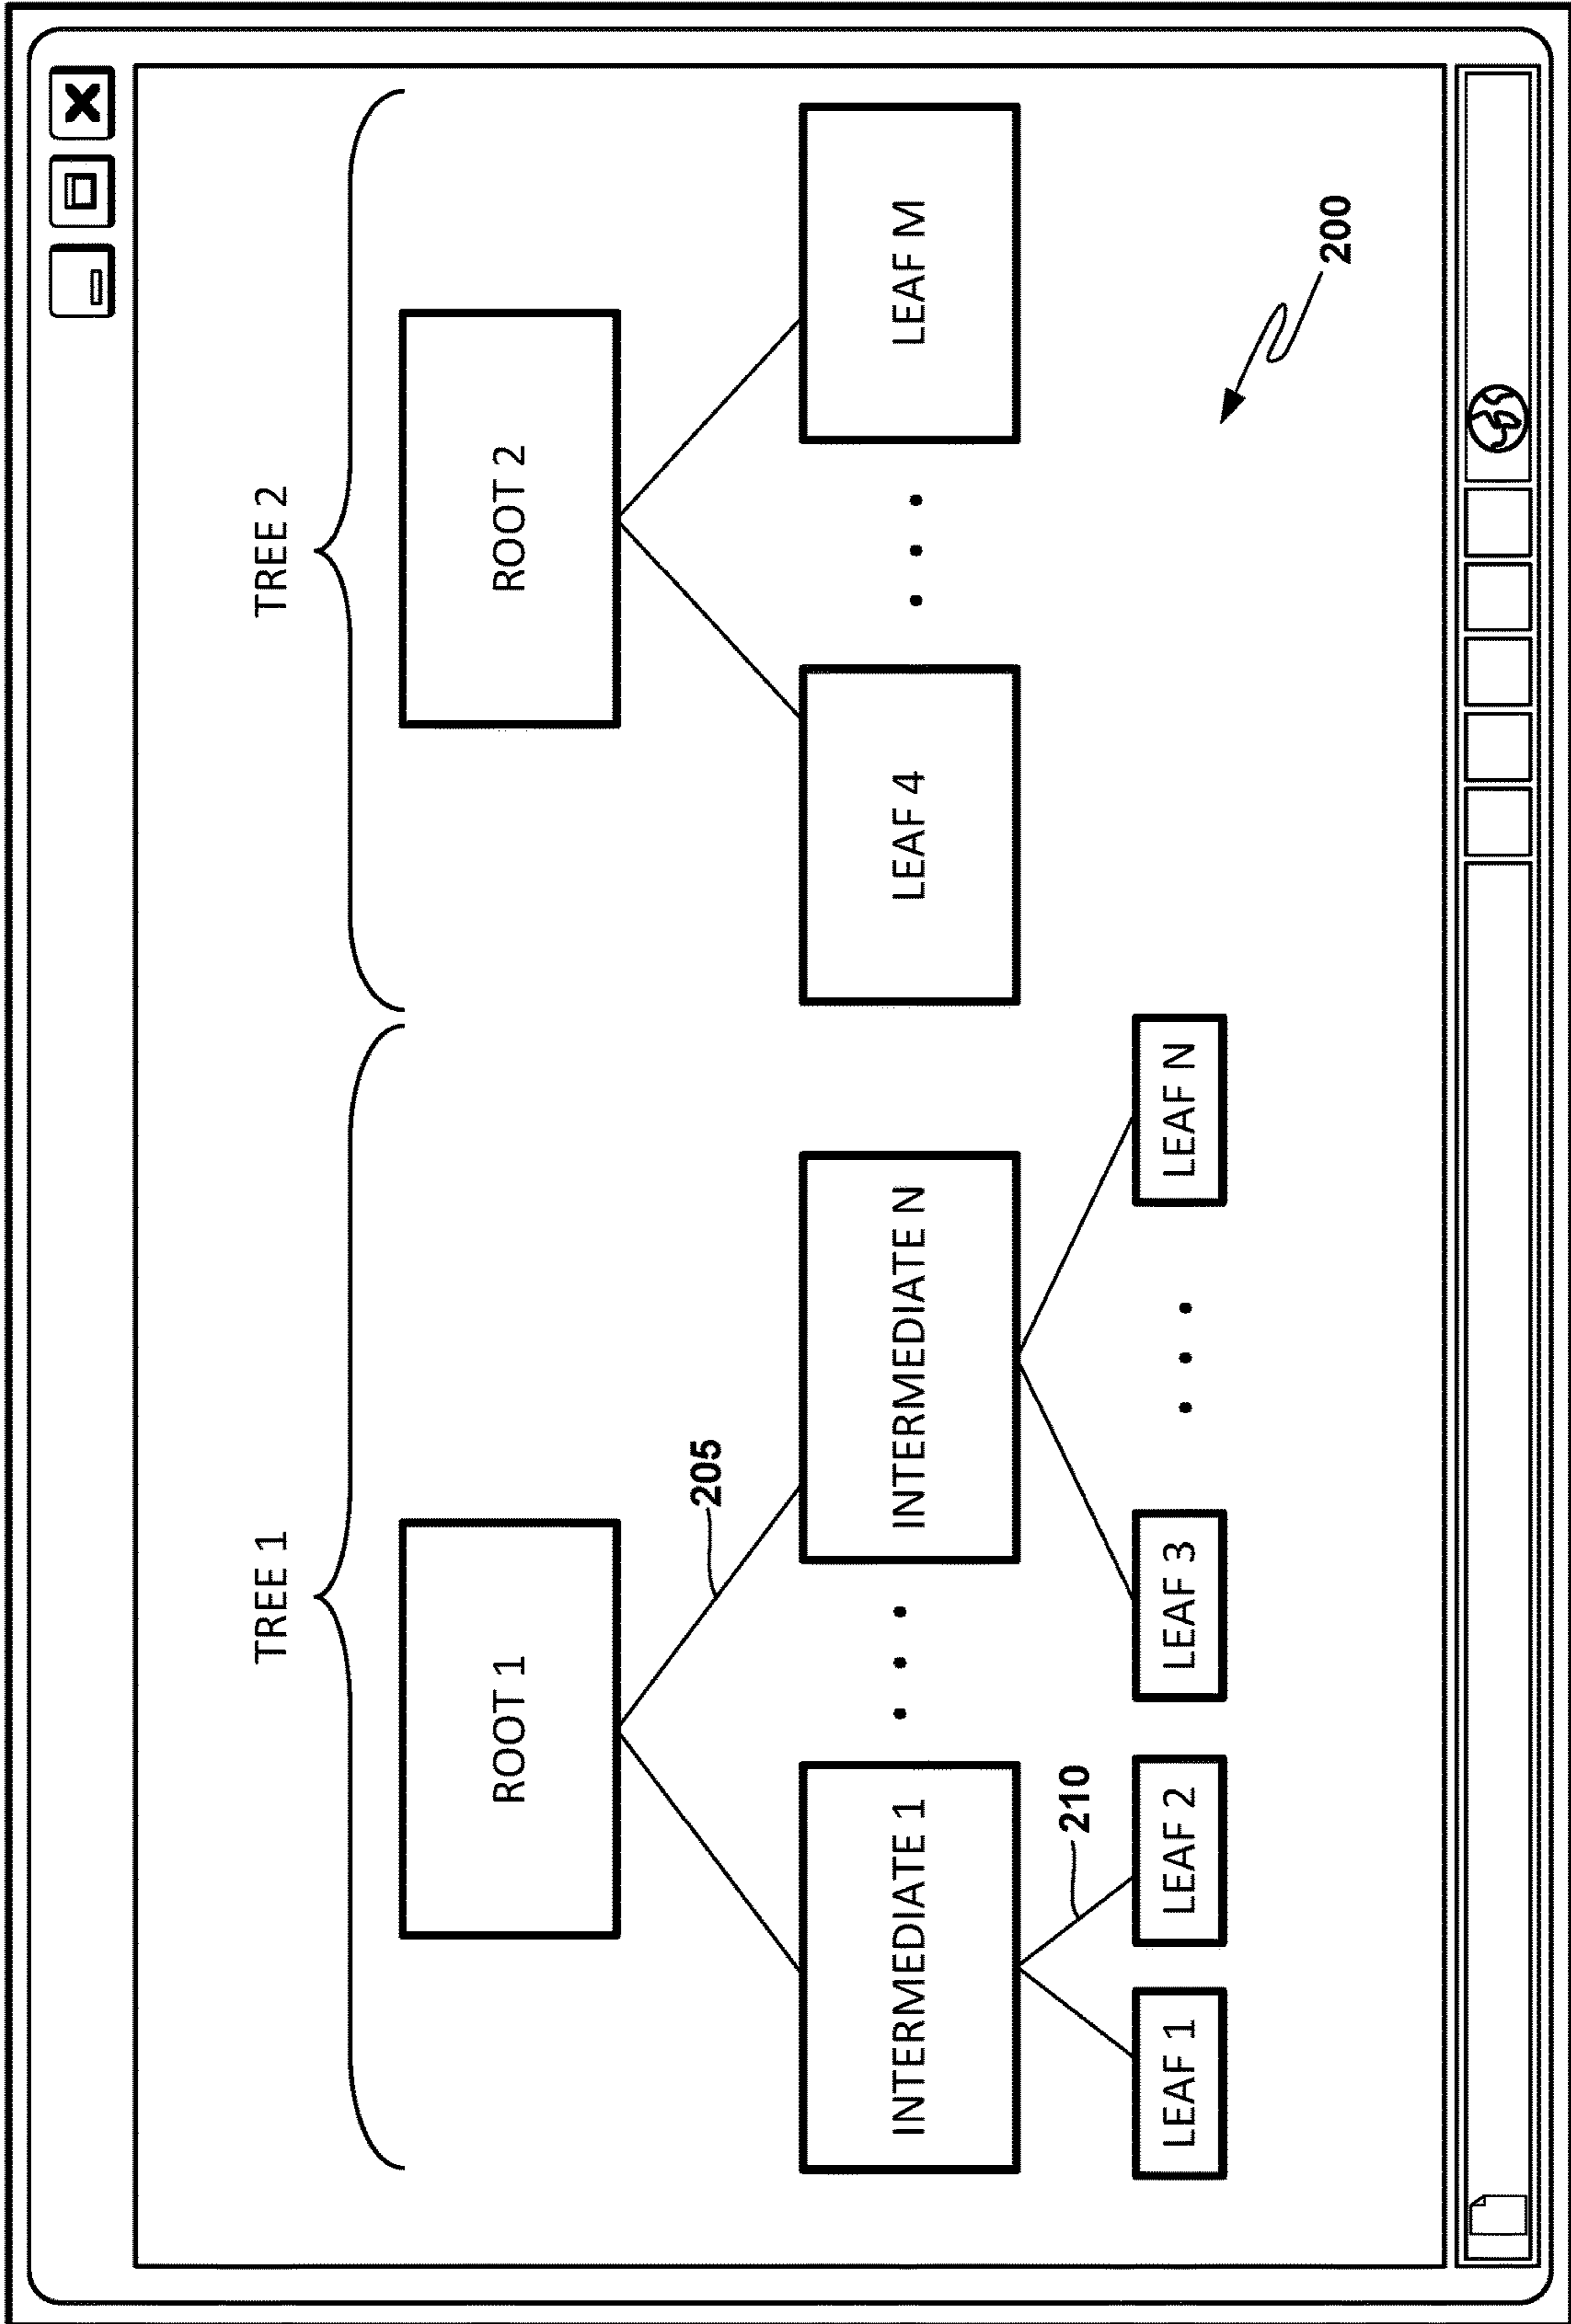 TREE 1
TREE 2
ROOT 1
ROOT 2
205
INTERMEDIATE 1
INTERMEDIATE N
LEAF 4
LEAF M
210
LEAF 1
LEAF 2
LEAF 3
LEAF N
200